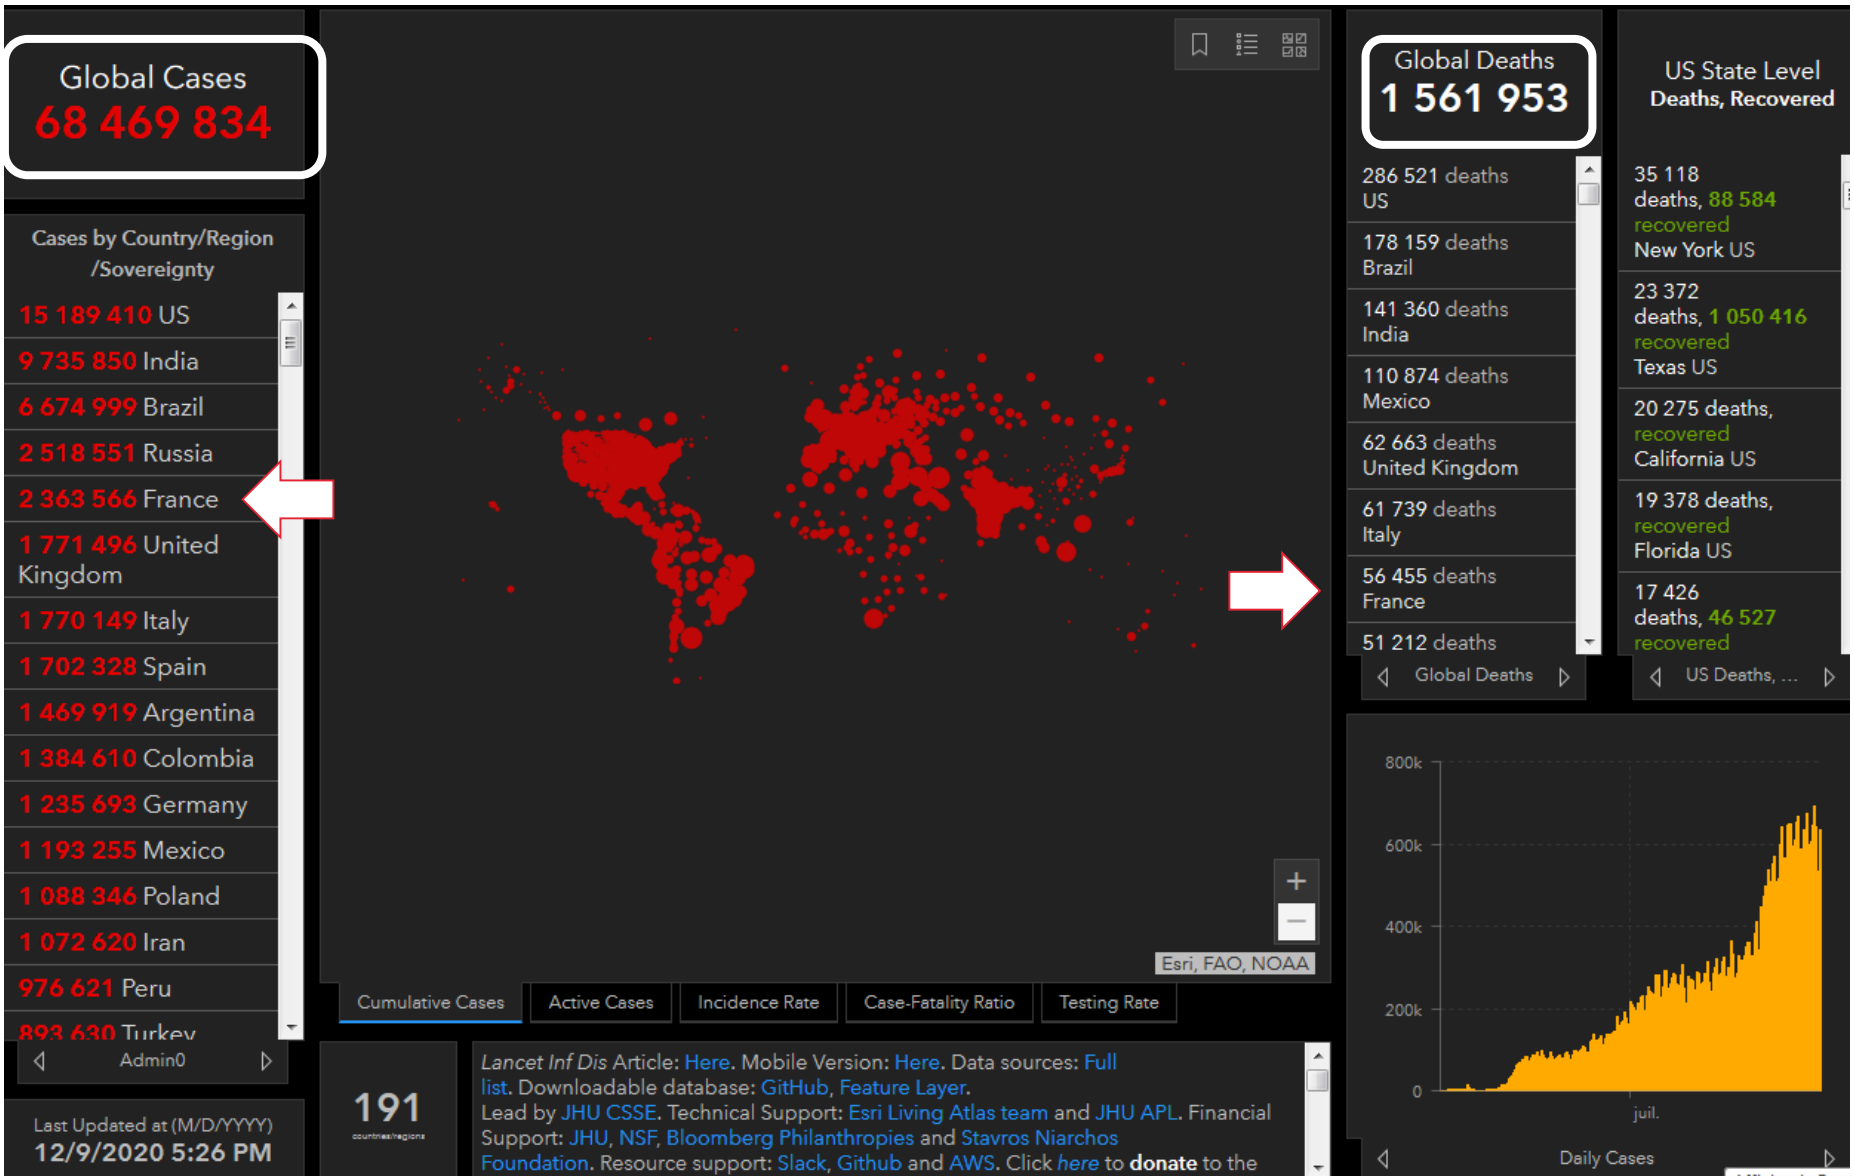 Global Cases
68 469 834
Cases by Country/Region
/Sovereignty
15 189 410 US
9 735 850 India
6 674 999 Brazil
2 518 551 Russia
2 363 566 France
1 771 496 United
Kingdom
1 770 149 Italy
1 702 328 Spain
1 469 919 Argentina
1 384 610 Colombia
1 235 693 Germany
1 193 255 Mexico
1 088 346 Poland
1 072 620 Iran
976 621 Peru
893 630 Turkey
Admin0
Last Updated at (M/D/YYYY)
12/9/2020 5:26 PM
Esri, FAO, NOAA
Cumulative Cases
Active Cases
Incidence Rate
Case-Fatality Ratio
Testing Rate
191
countries/regions
Lancet Inf Dis Article: Here. Mobile Version: Here. Data sources: Full
list. Downloadable database: GitHub, Feature Layer.
Lead by JHU CSSE. Technical Support: Esri Living Atlas team and JHU APL. Financial
Support: JHU, NSF, Bloomberg Philanthropies and Stavros Niarchos
Foundation. Resource support: Slack, Github and AWS. Click here to donate to the
Global Deaths
1 561 953
286 521 deaths
US
178 159 deaths
Brazil
141 360 deaths
India
110 874 deaths
Mexico
62 663 deaths
United Kingdom
61 739 deaths
Italy
56 455 deaths
France
51 212 deaths
Global Deaths
US State Level
Deaths, Recovered
35 118
deaths, 88 584
recovered
New York US
23 372
deaths, 1 050 416
recovered
Texas US
20 275 deaths,
recovered
California US
19 378 deaths,
recovered
Florida US
17 426
deaths, 46 527
recovered
US Deaths, ...
800k
600k
400k
200k
0
juil.
Daily Cases